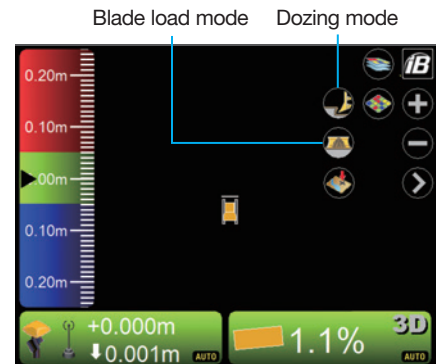 Blade load mode Dozing mode
iB
0.20m
0.10m
0.00m
0.10m
0.20m
+0.000m
0.001m AUTO
1.1% 3D
AUTO